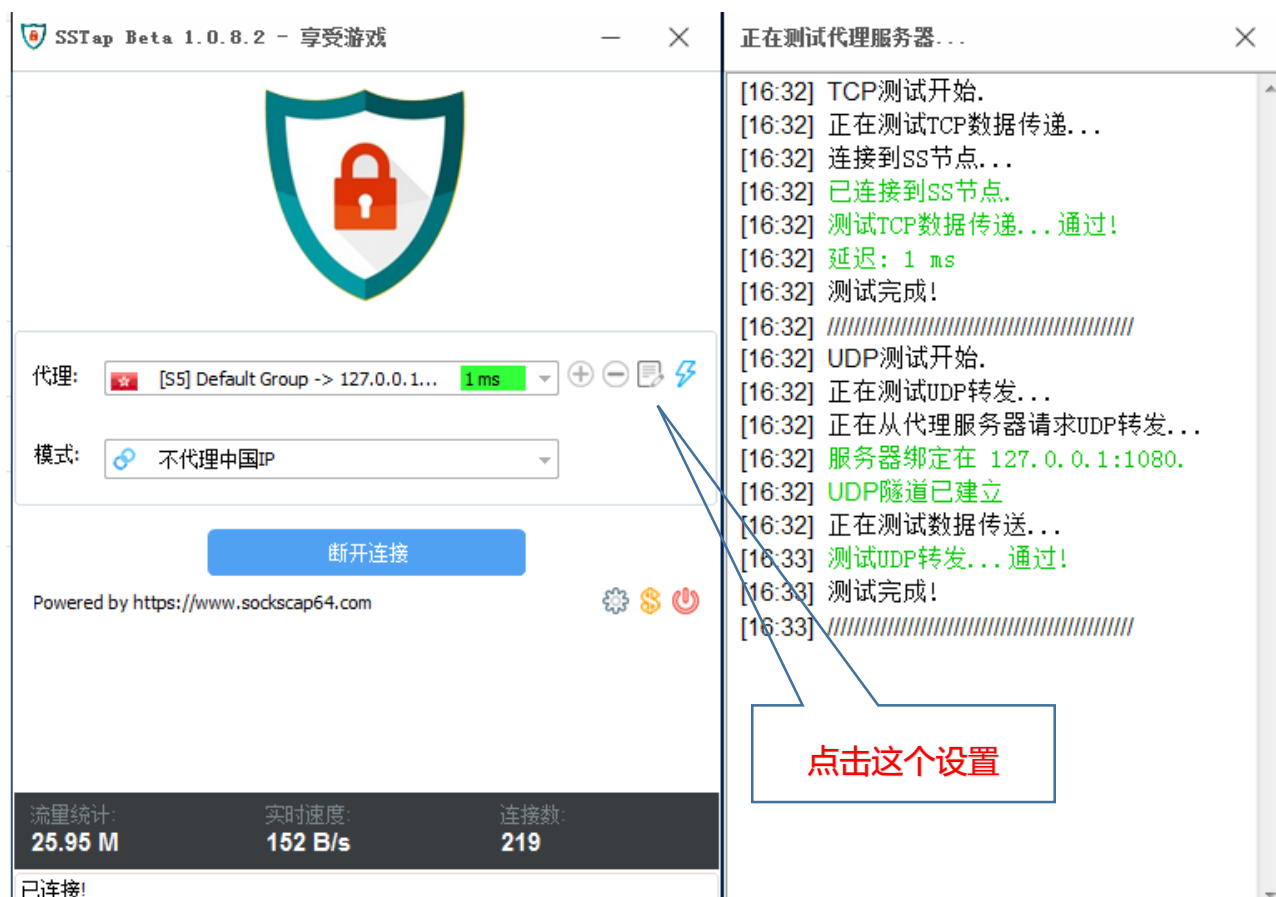 SSTap Beta 1.0.8.2 - 享受游戏
代理:
[S5] Default Group -> 127.0.0.1...
1 ms
模式:
不代理中国IP
断开连接
Powered by https://www.sockscap64.com
流量统计:
实时速度:
连接数:
25.95 M
152 B/s
219
已连接!
正在测试代理服务器...
[16:32] TCP测试开始.
[16:32] 正在测试TCP数据传递...
[16:32] 连接到SS节点...
[16:32] 已连接到SS节点.
[16:32] 测试TCP数据传递...通过!
[16:32] 延迟: 1 ms
[16:32] 测试完成!
[16:32] //////////////////////////////////////////////
[16:32] UDP测试开始.
[16:32] 正在测试UDP转发...
[16:32] 正在从代理服务器请求UDP转发...
[16:32] 服务器绑定在 127.0.0.1:1080.
[16:32] UDP隧道已建立
[16:32] 正在测试数据传送...
[16:33] 测试UDP转发...通过!
[16:33] 测试完成!
[16:33] //////////////////////////////////////////////
点击这个设置